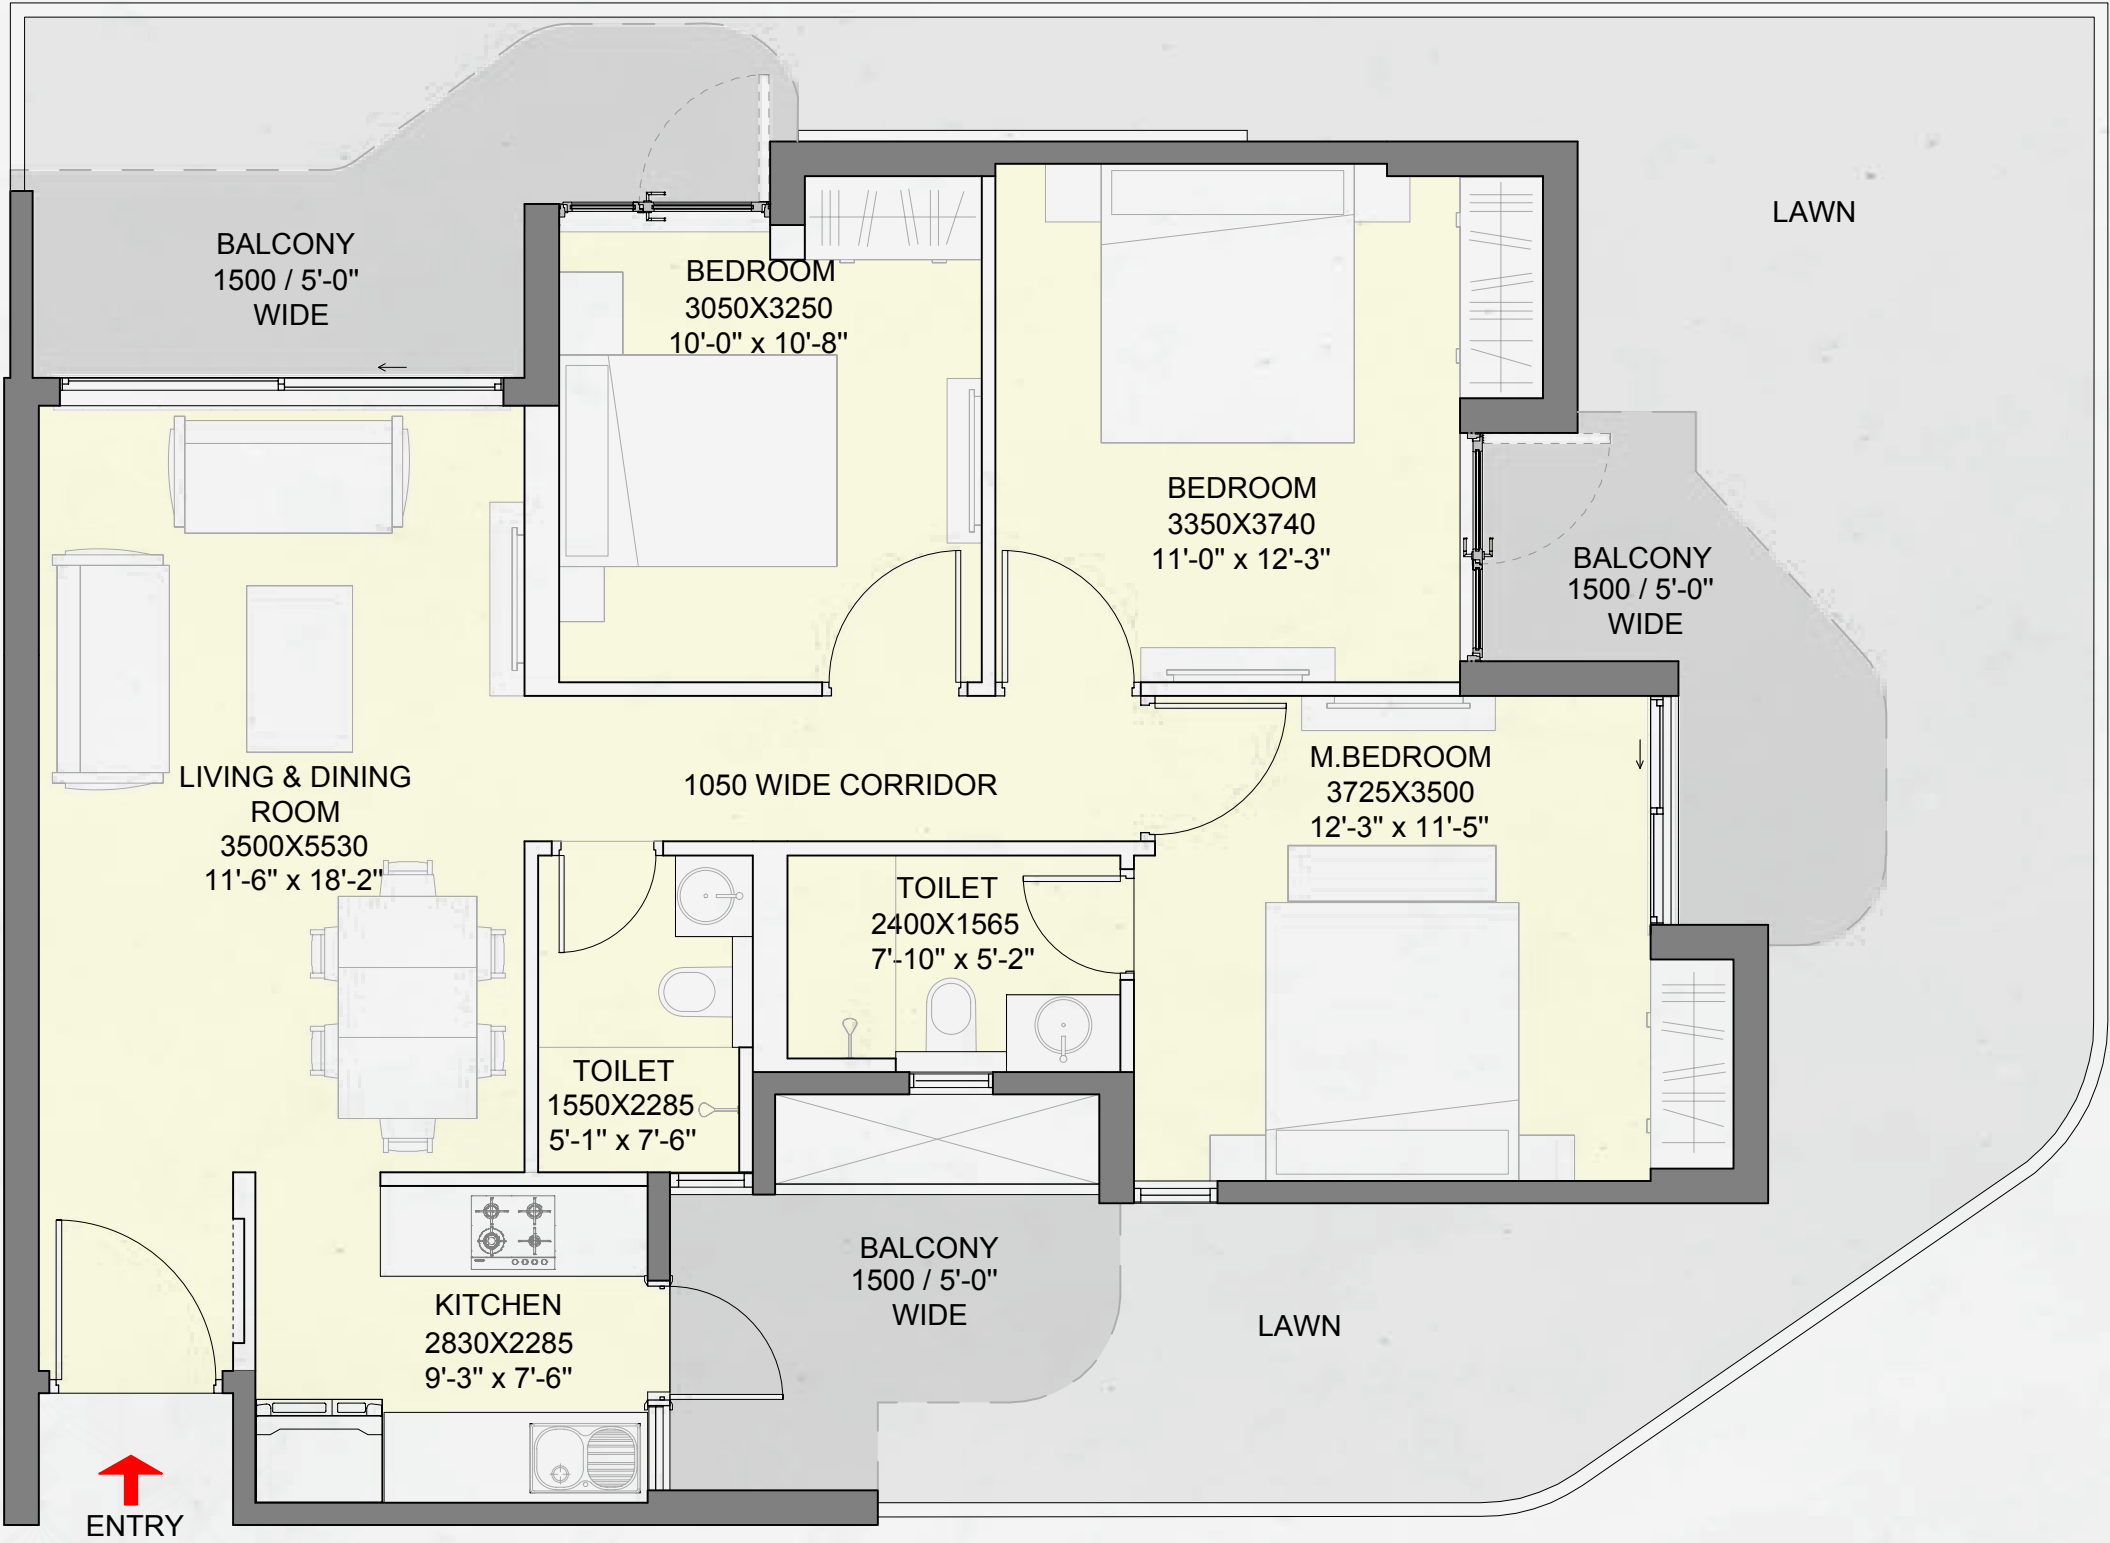 LAWN
BALCONY
1500 / 5'-0"
WIDE
BEDROOM
3050X3250
10'-0" x 10'-8"
BEDROOM
3350X3740
11'-0" x 12'-3"
BALCONY
1500 / 5'-0"
WIDE
LIVING & DINING
ROOM
3500X5530
11'-6" x 18'-2"
1050 WIDE CORRIDOR
M.BEDROOM
3725X3500
12'-3" x 11'-5"
TOILET
2400X1565
7'-10" x 5'-2"
TOILET
1550X2285
5'-1" x 7'-6"
BALCONY
1500 / 5'-0"
WIDE
KITCHEN
2830X2285
9'-3" x 7'-6"
LAWN
ENTRY